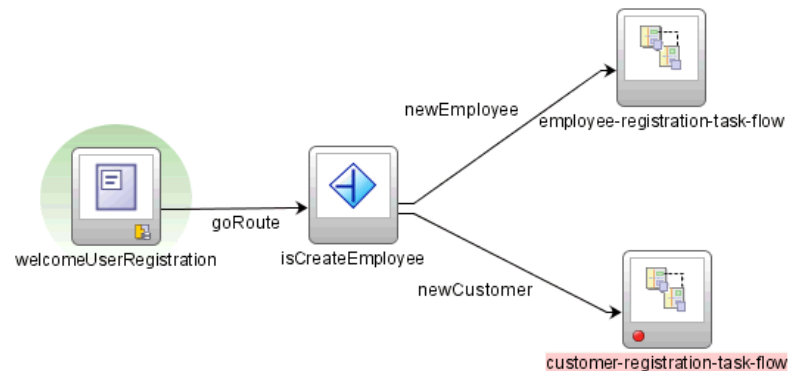 newEmployee
employee-registration-task-flow
goRoute
welcomeUserRegistration
isCreateEmployee
newCustomer
customer-registration-task-flow